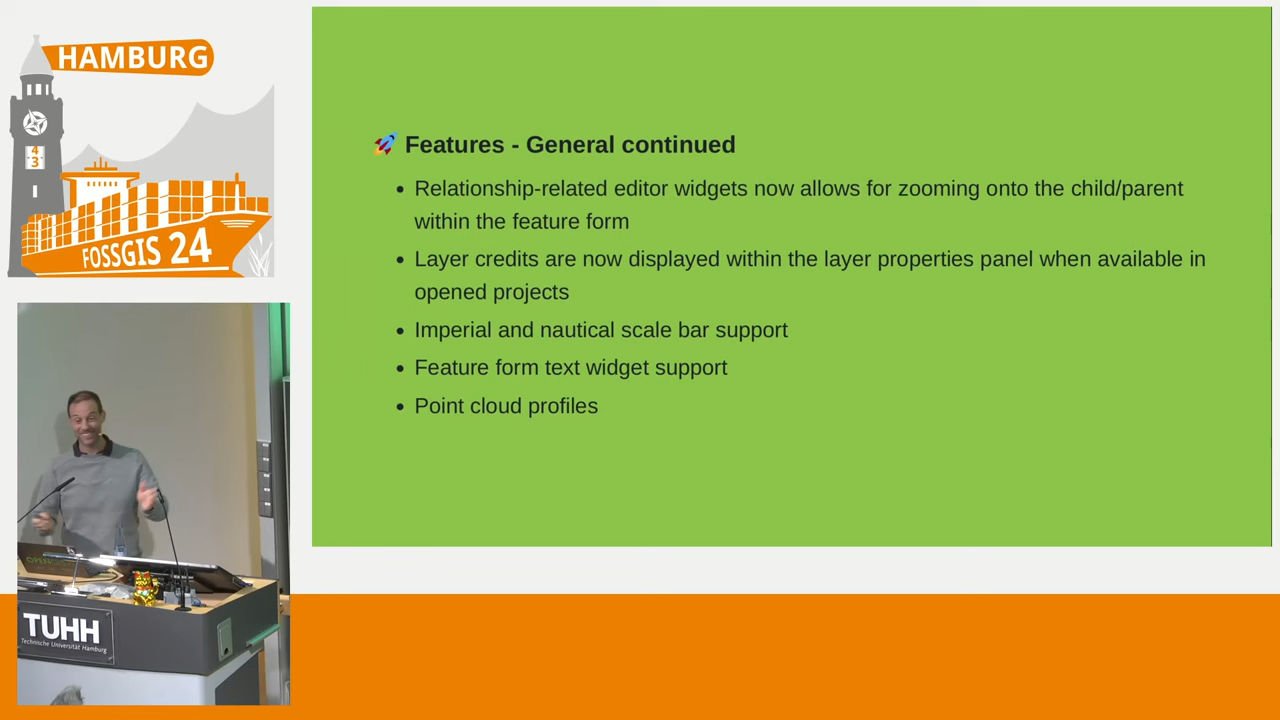 HAMBURG
4
3
FOSSGIS 24
🚀 Features - General continued
• Relationship-related editor widgets now allows for zooming onto the child/parent
within the feature form
• Layer credits are now displayed within the layer properties panel when available in
opened projects
• Imperial and nautical scale bar support
• Feature form text widget support
• Point cloud profiles
TUHH
Technische Universität Hamburg